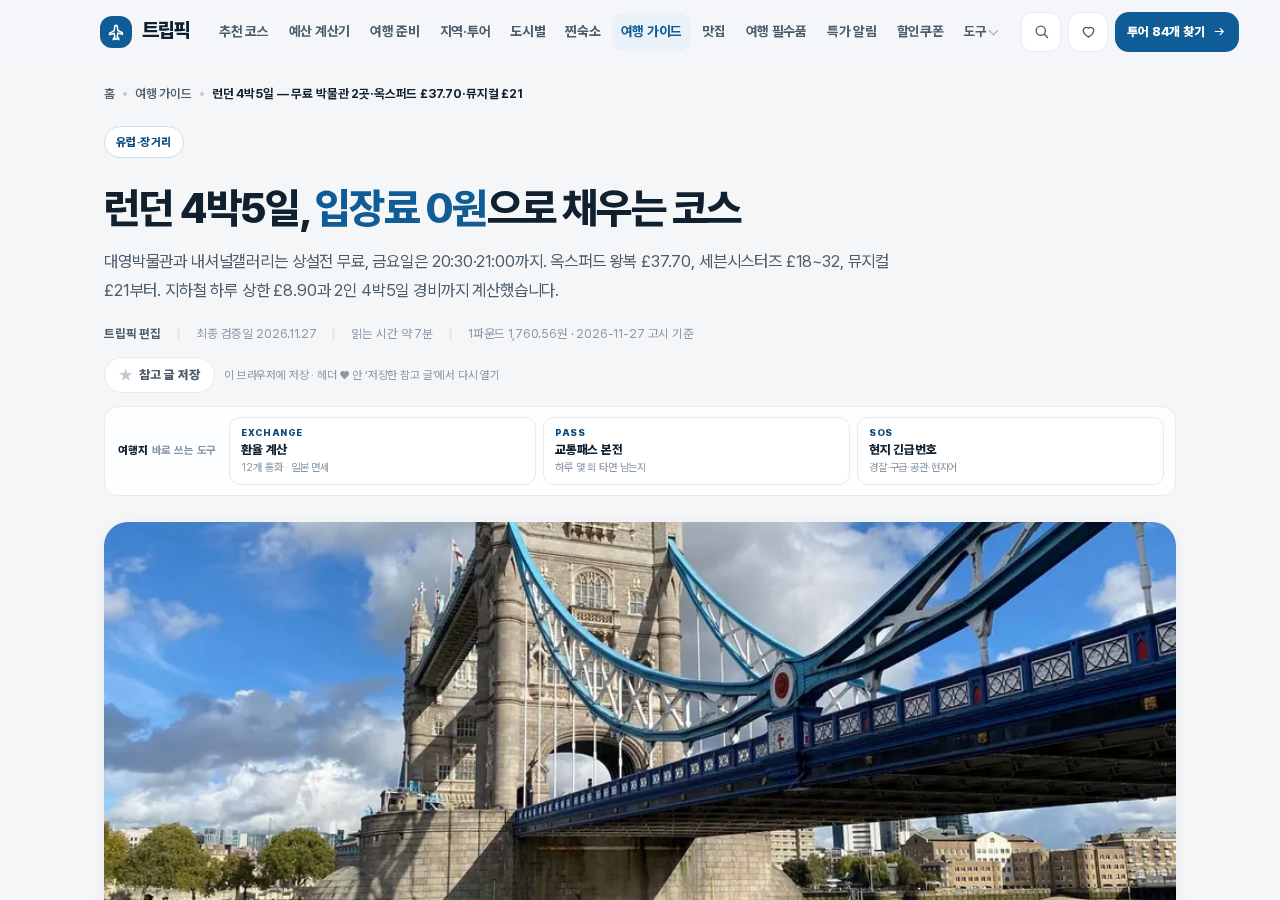 트립픽
추천 코스 예산 계산기 여행 준비 지역·투어 도시별 찐숙소 여행 가이드 맛집 여행 필수품 특가 알림 할인쿠폰 도구
투어 84개 찾기 →
홈 • 여행 가이드 • 런던 4박5일 — 무료 박물관 2곳·옥스퍼드 £37.70·뮤지컬 £21
유럽·장거리
런던 4박5일, 입장료 0원으로 채우는 코스
대영박물관과 내셔널갤러리는 상설전 무료, 금요일은 20:30·21:00까지. 옥스퍼드 왕복 £37.70, 세븐시스터즈 £18~32, 뮤지컬
£21부터. 지하철 하루 상한 £8.90과 2인 4박5일 경비까지 계산했습니다.
트립픽 편집 | 최종 검증일 2026.11.27 | 읽는 시간 약 7분 | 1파운드 1,760.56원 · 2026-11-27 고시 기준
★ 참고 글 저장 이 브라우저에 저장 · 헤더 ♥ 안 '저장한 참고 글'에서 다시 열기
여행지 바로 쓰는 도구
EXCHANGE
환율 계산
12개 통화 · 일본 면세
PASS
교통패스 본전
하루 몇 회 타면 남는지
SOS
현지 긴급번호
경찰·구급·공관·현지어